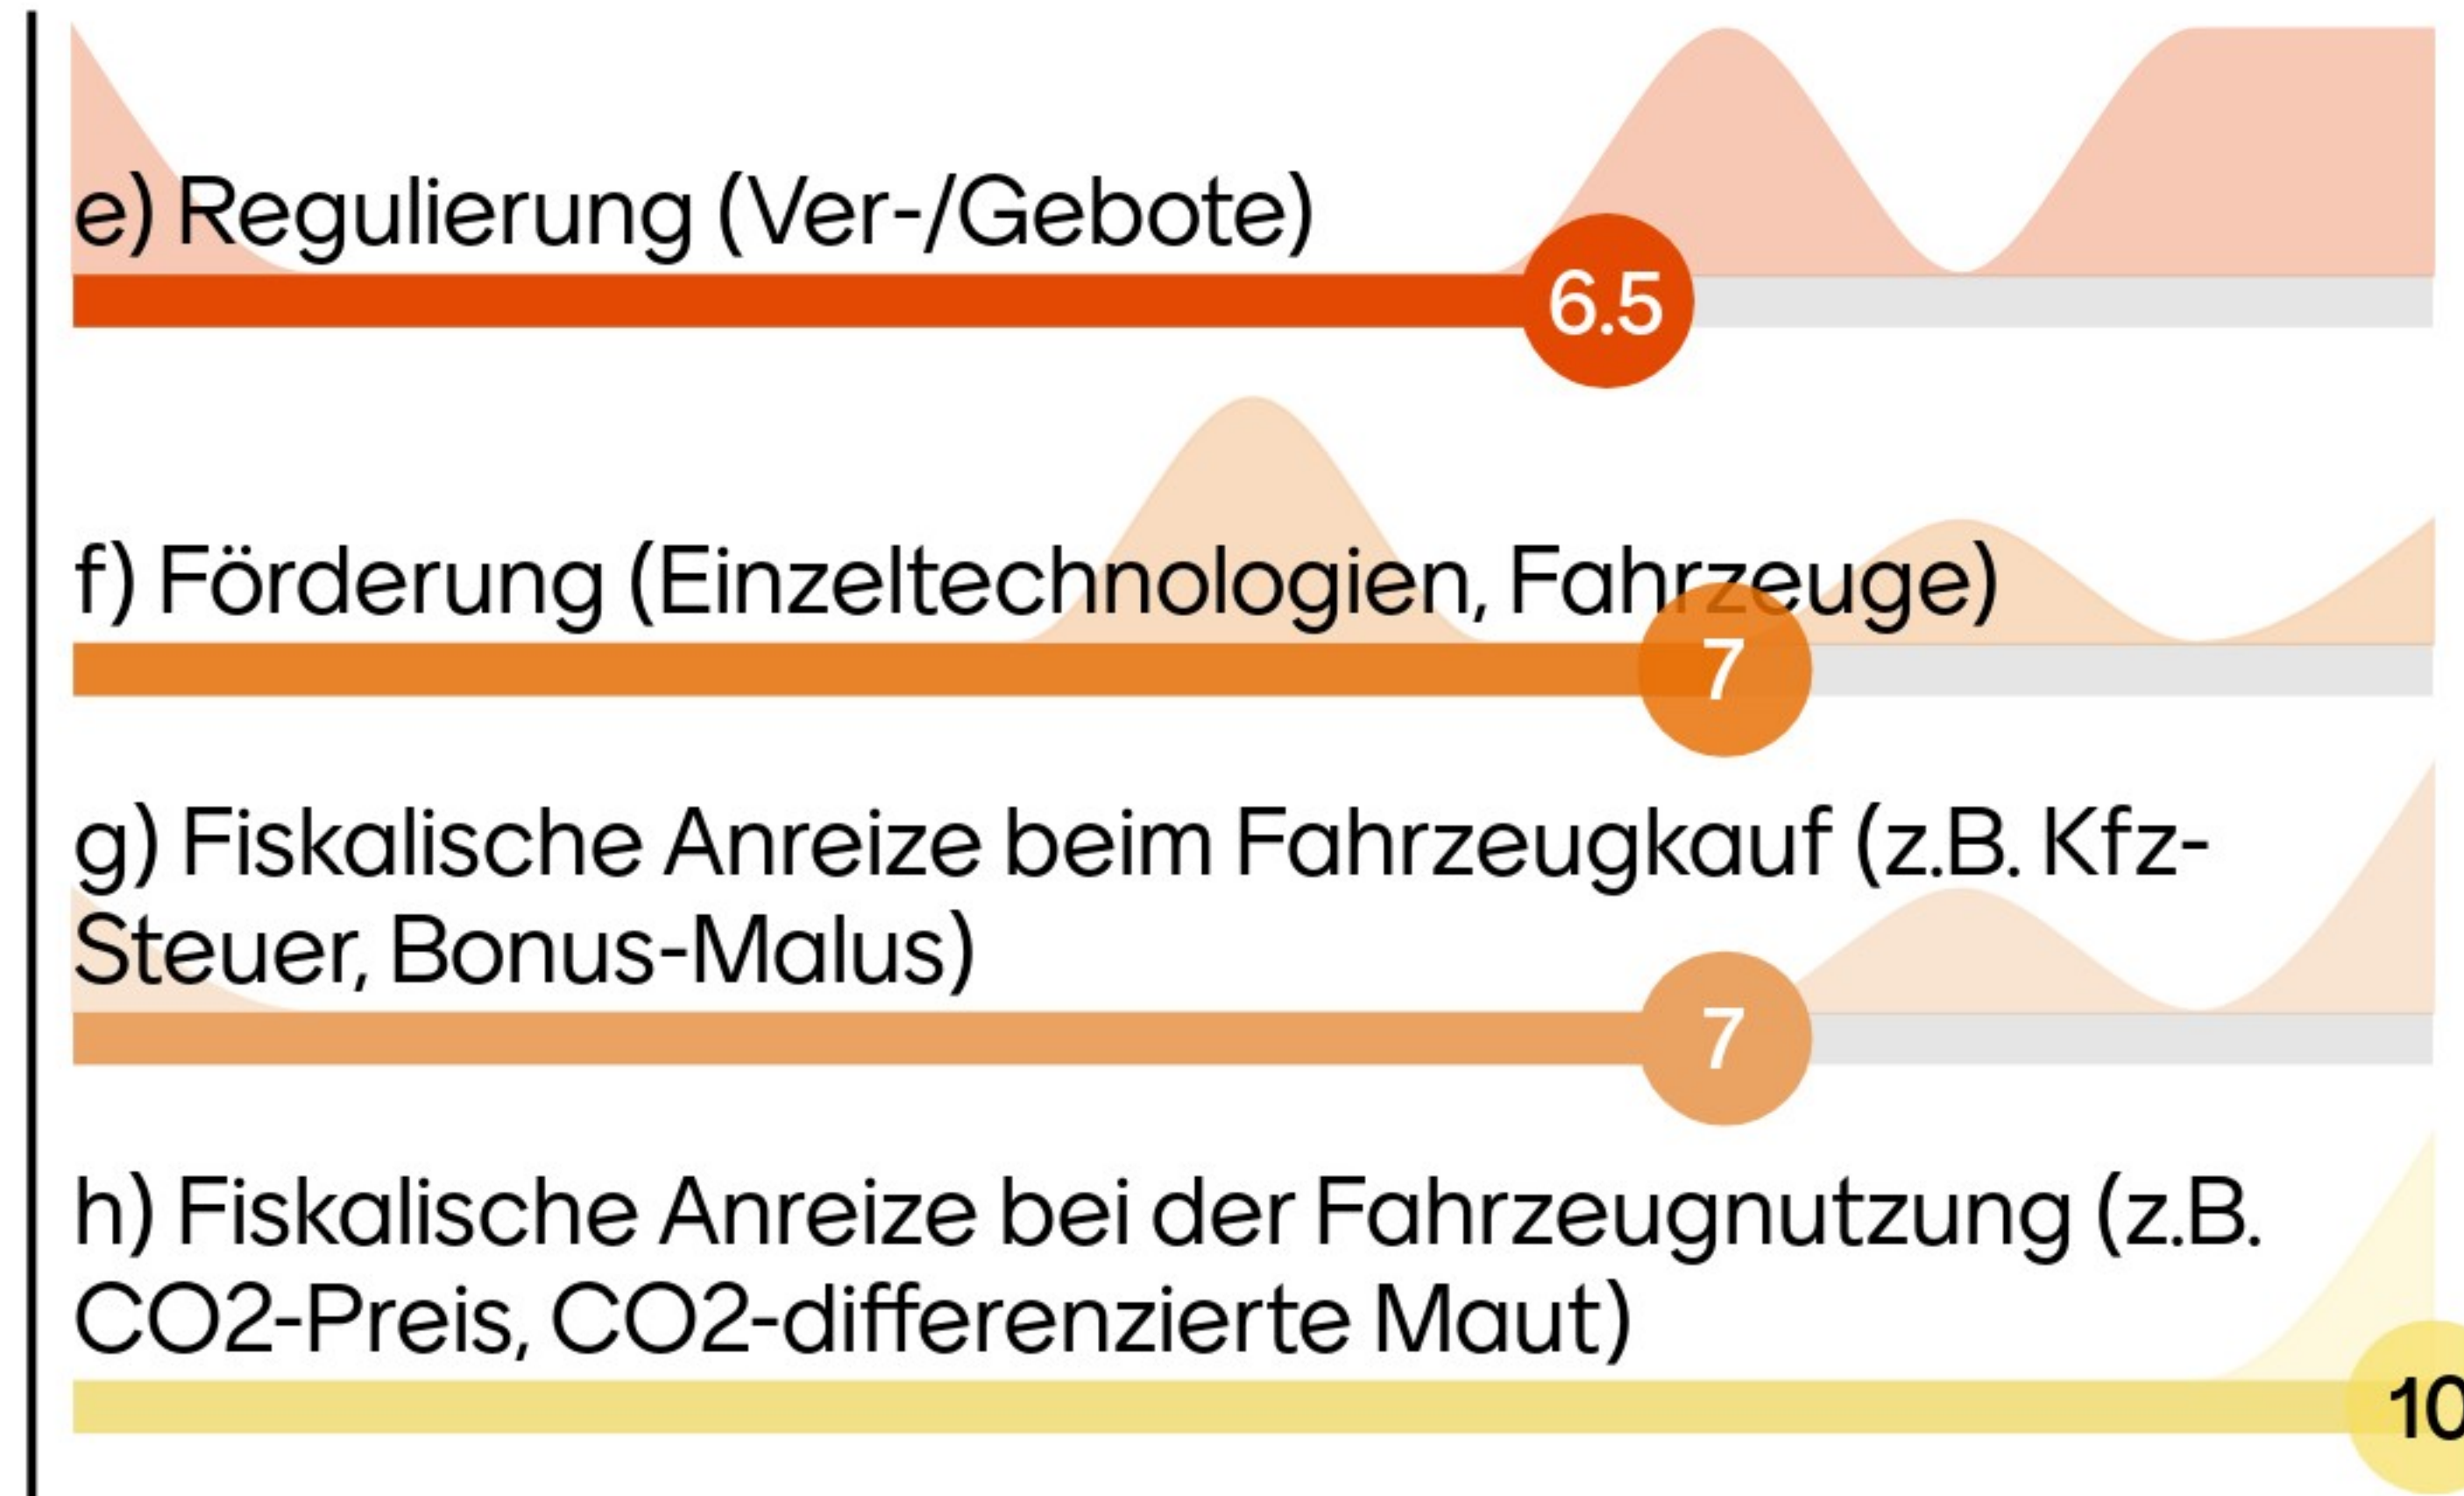 e) Regulierung (Ver-/Gebote)
6.5
f) Förderung (Einzeltechnologien, Fahrzeuge)
7
g) Fiskalische Anreize beim Fahrzeugkauf (z.B. Kfz-
Steuer, Bonus-Malus)
7
h) Fiskalische Anreize bei der Fahrzeugnutzung (z.B.
CO2-Preis, CO2-differenzierte Maut)
10